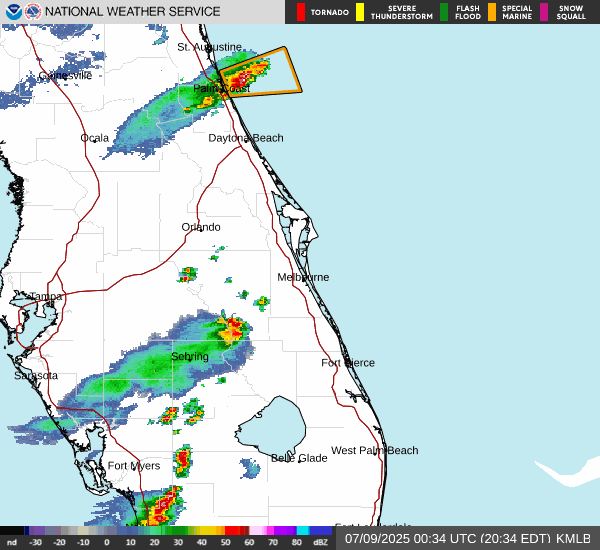 NATIONAL WEATHER SERVICE
TORNADO
SEVERE THUNDERSTORM
FLASH FLOOD
SPECIAL MARINE
SNOW SQUALL
St. Augustine
Gainesville
Palm Coast
Ocala
Daytona Beach
Orlando
Melbourne
Tampa
Sebring
Fort Pierce
Sarasota
West Palm Beach
Belle Glade
Fort Myers
Fort Lauderdale
nd -30 -20 -10 0 10 20 30 40 50 60 70 80 dBZ
07/09/2025 00:34 UTC (20:34 EDT) KMLB